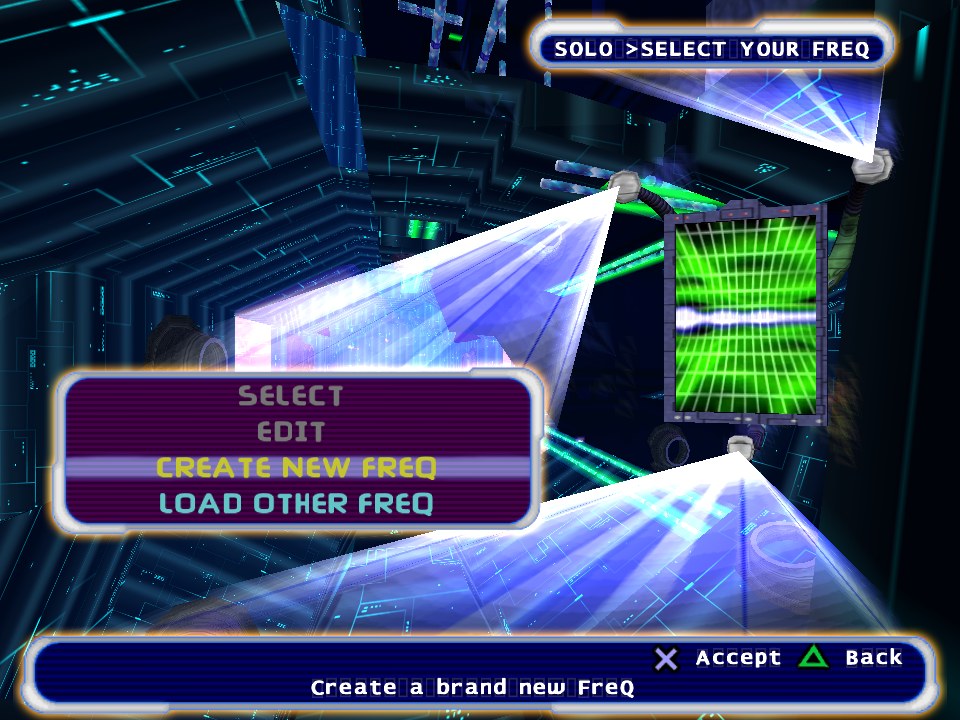 SOLO >SELECT YOUR FREQ
SELECT
EDIT
CREATE NEW FREQ
LOAD OTHER FREQ
Accept Back
Create a brand new FreQ